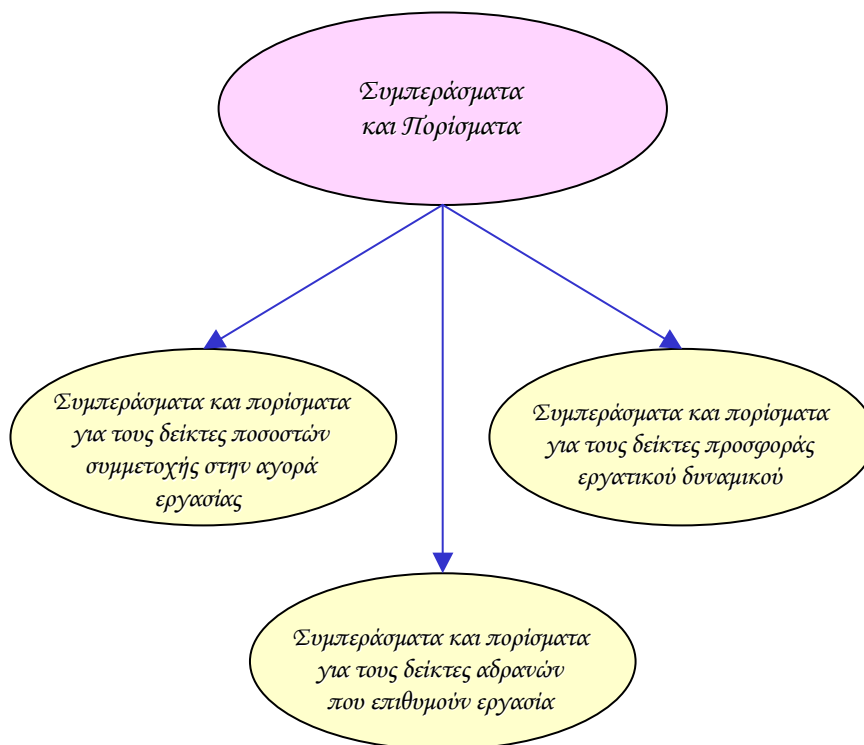 Συμπεράσματα
και Πορίσματα
Συμπεράσματα και πορίσματα
για τους δείκτες ποσοστών
συμμετοχής στην αγορά
εργασίας
Συμπεράσματα και πορίσματα
για τους δείκτες προσφοράς
εργατικού δυναμικού
Συμπεράσματα και πορίσματα
για τους δείκτες αδρανών
που επιθυμούν εργασία